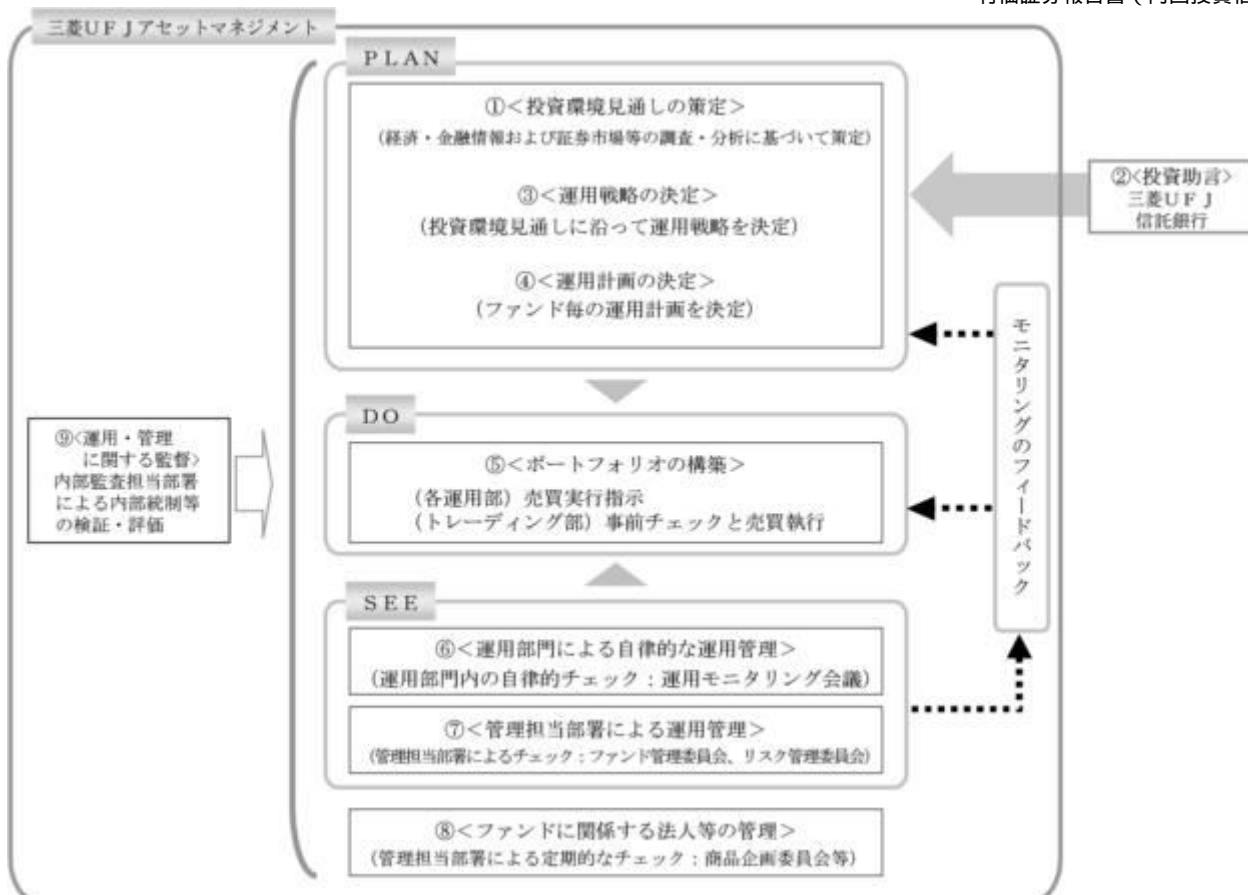 三菱UFJアセットマネジメント
PLAN
①<投資環境見通しの策定>
(経済・金融情報および証券市場等の調査・分析に基づいて策定)
③<運用戦略の決定>
(投資環境見通しに沿って運用戦略を決定)
④<運用計画の決定>
(ファンド毎の運用計画を決定)
②<投資助言>
三菱UFJ
信託銀行
モニタリングのフィードバック
DO
⑤<ポートフォリオの構築>
(各運用部)売買実行指示
(トレーディング部)事前チェックと売買執行
⑨<運用・管理
に関する監督>
内部監査担当部署
による内部統制等
の検証・評価
SEE
⑥<運用部門による自律的な運用管理>
(運用部門内の自律的チェック:運用モニタリング会議)
⑦<管理担当部署による運用管理>
(管理担当部署によるチェック:ファンド管理委員会、リスク管理委員会)
⑧<ファンドに関係する法人等の管理>
(管理担当部署による定期的なチェック:商品企画委員会等)